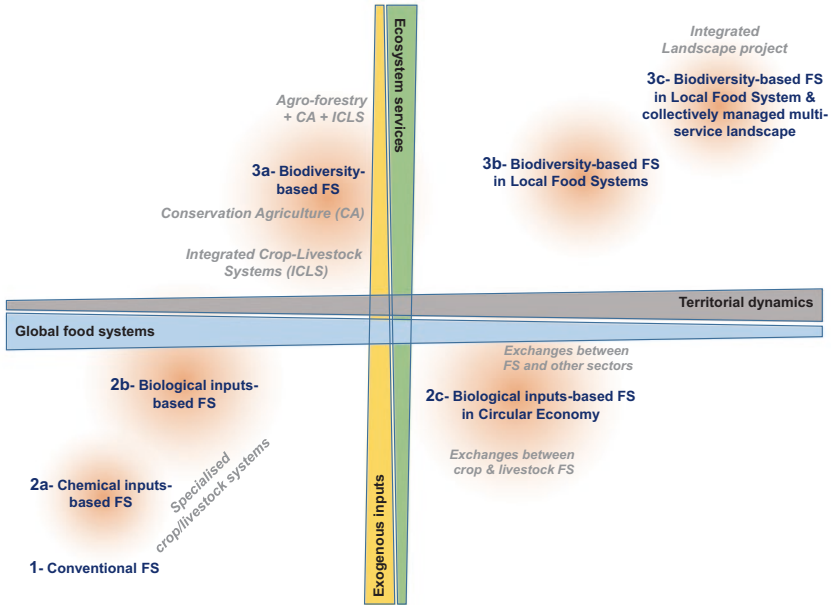 Integrated
Landscape project
3c- Biodiversity-based FS
in Local Food System &
collectively managed multi-
service landscape
Ecosystem services
Agro-forestry
+ CA + ICLS
3a- Biodiversity-
based FS
3b- Biodiversity-based FS
in Local Food Systems
Conservation Agriculture (CA)
Integrated Crop-Livestock
Systems (ICLS)
Territorial dynamics
Global food systems
Exchanges between
FS and other sectors
2b- Biological inputs-
based FS
2c- Biological inputs-based FS
in Circular Economy
Exchanges between
crop & livestock FS
Specialised
crop/livestock systems
2a- Chemical inputs-
based FS
Exogenous inputs
1- Conventional FS